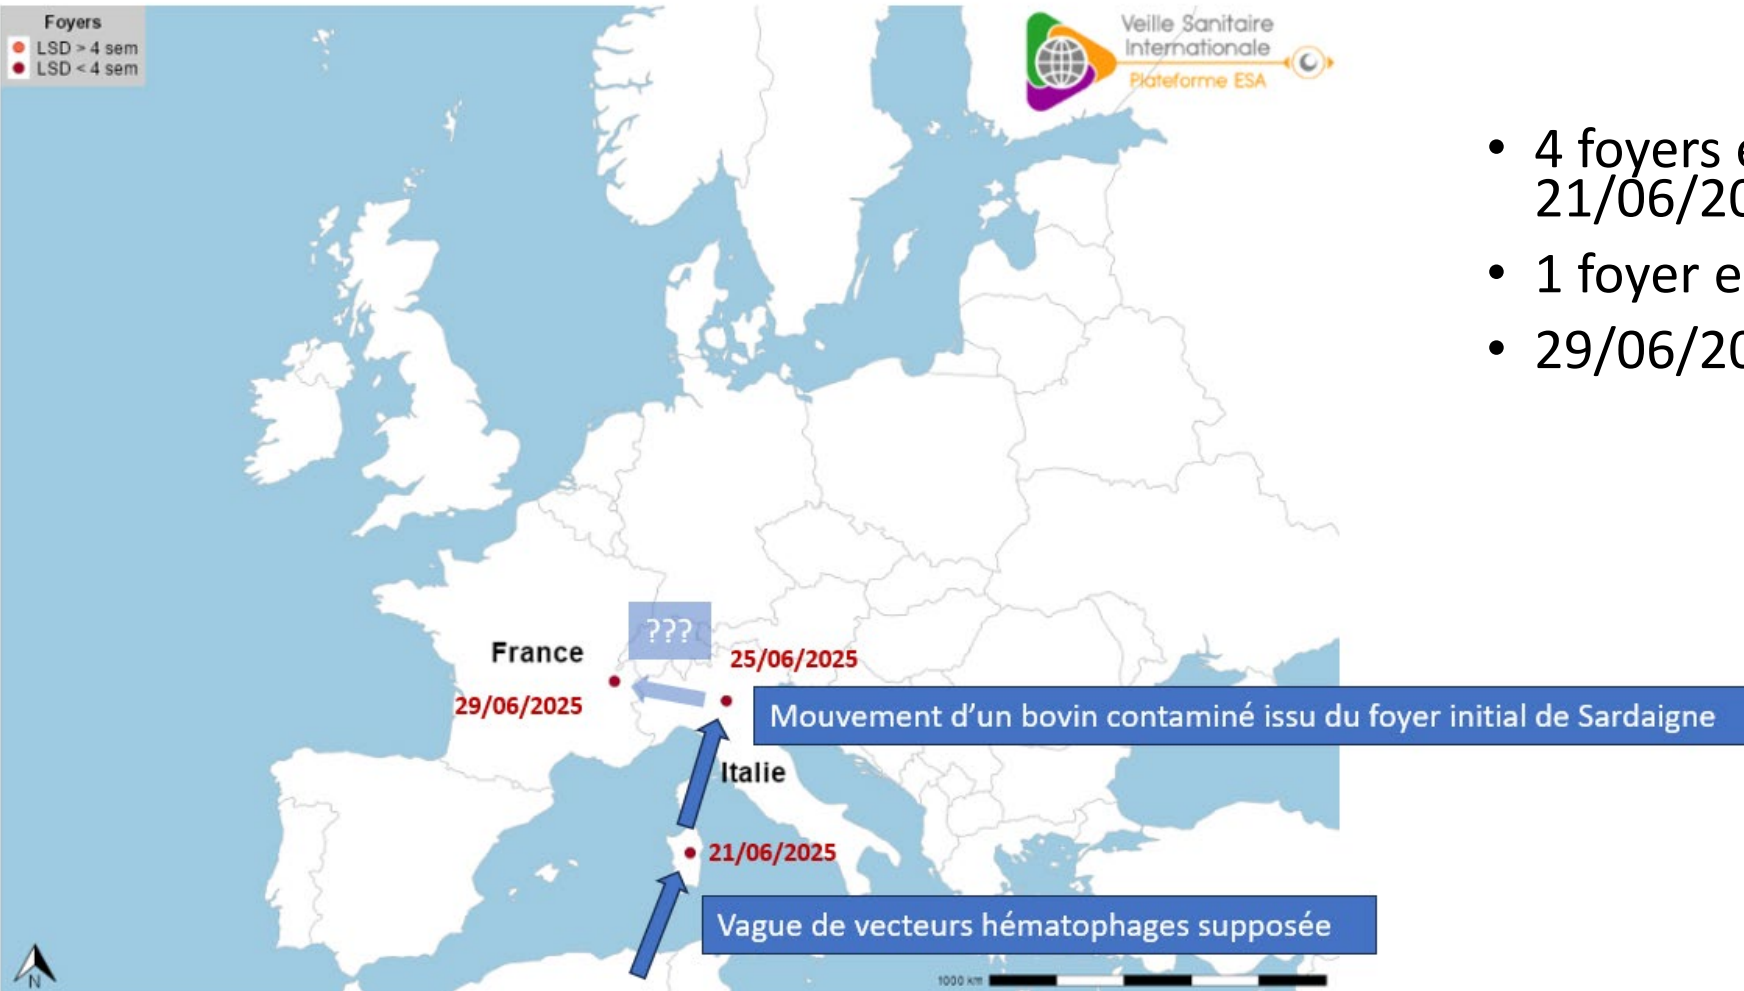 Foyers
LSD > 4 sem
LSD < 4 sem
Veille Sanitaire
Internationale
Plateforme ESA
• 4 foyers e
21/06/20
• 1 foyer e
• 29/06/20
???
France
25/06/2025
29/06/2025
Mouvement d’un bovin contaminé issu du foyer initial de Sardaigne
Italie
21/06/2025
Vague de vecteurs hématophages supposée
N
1000 km